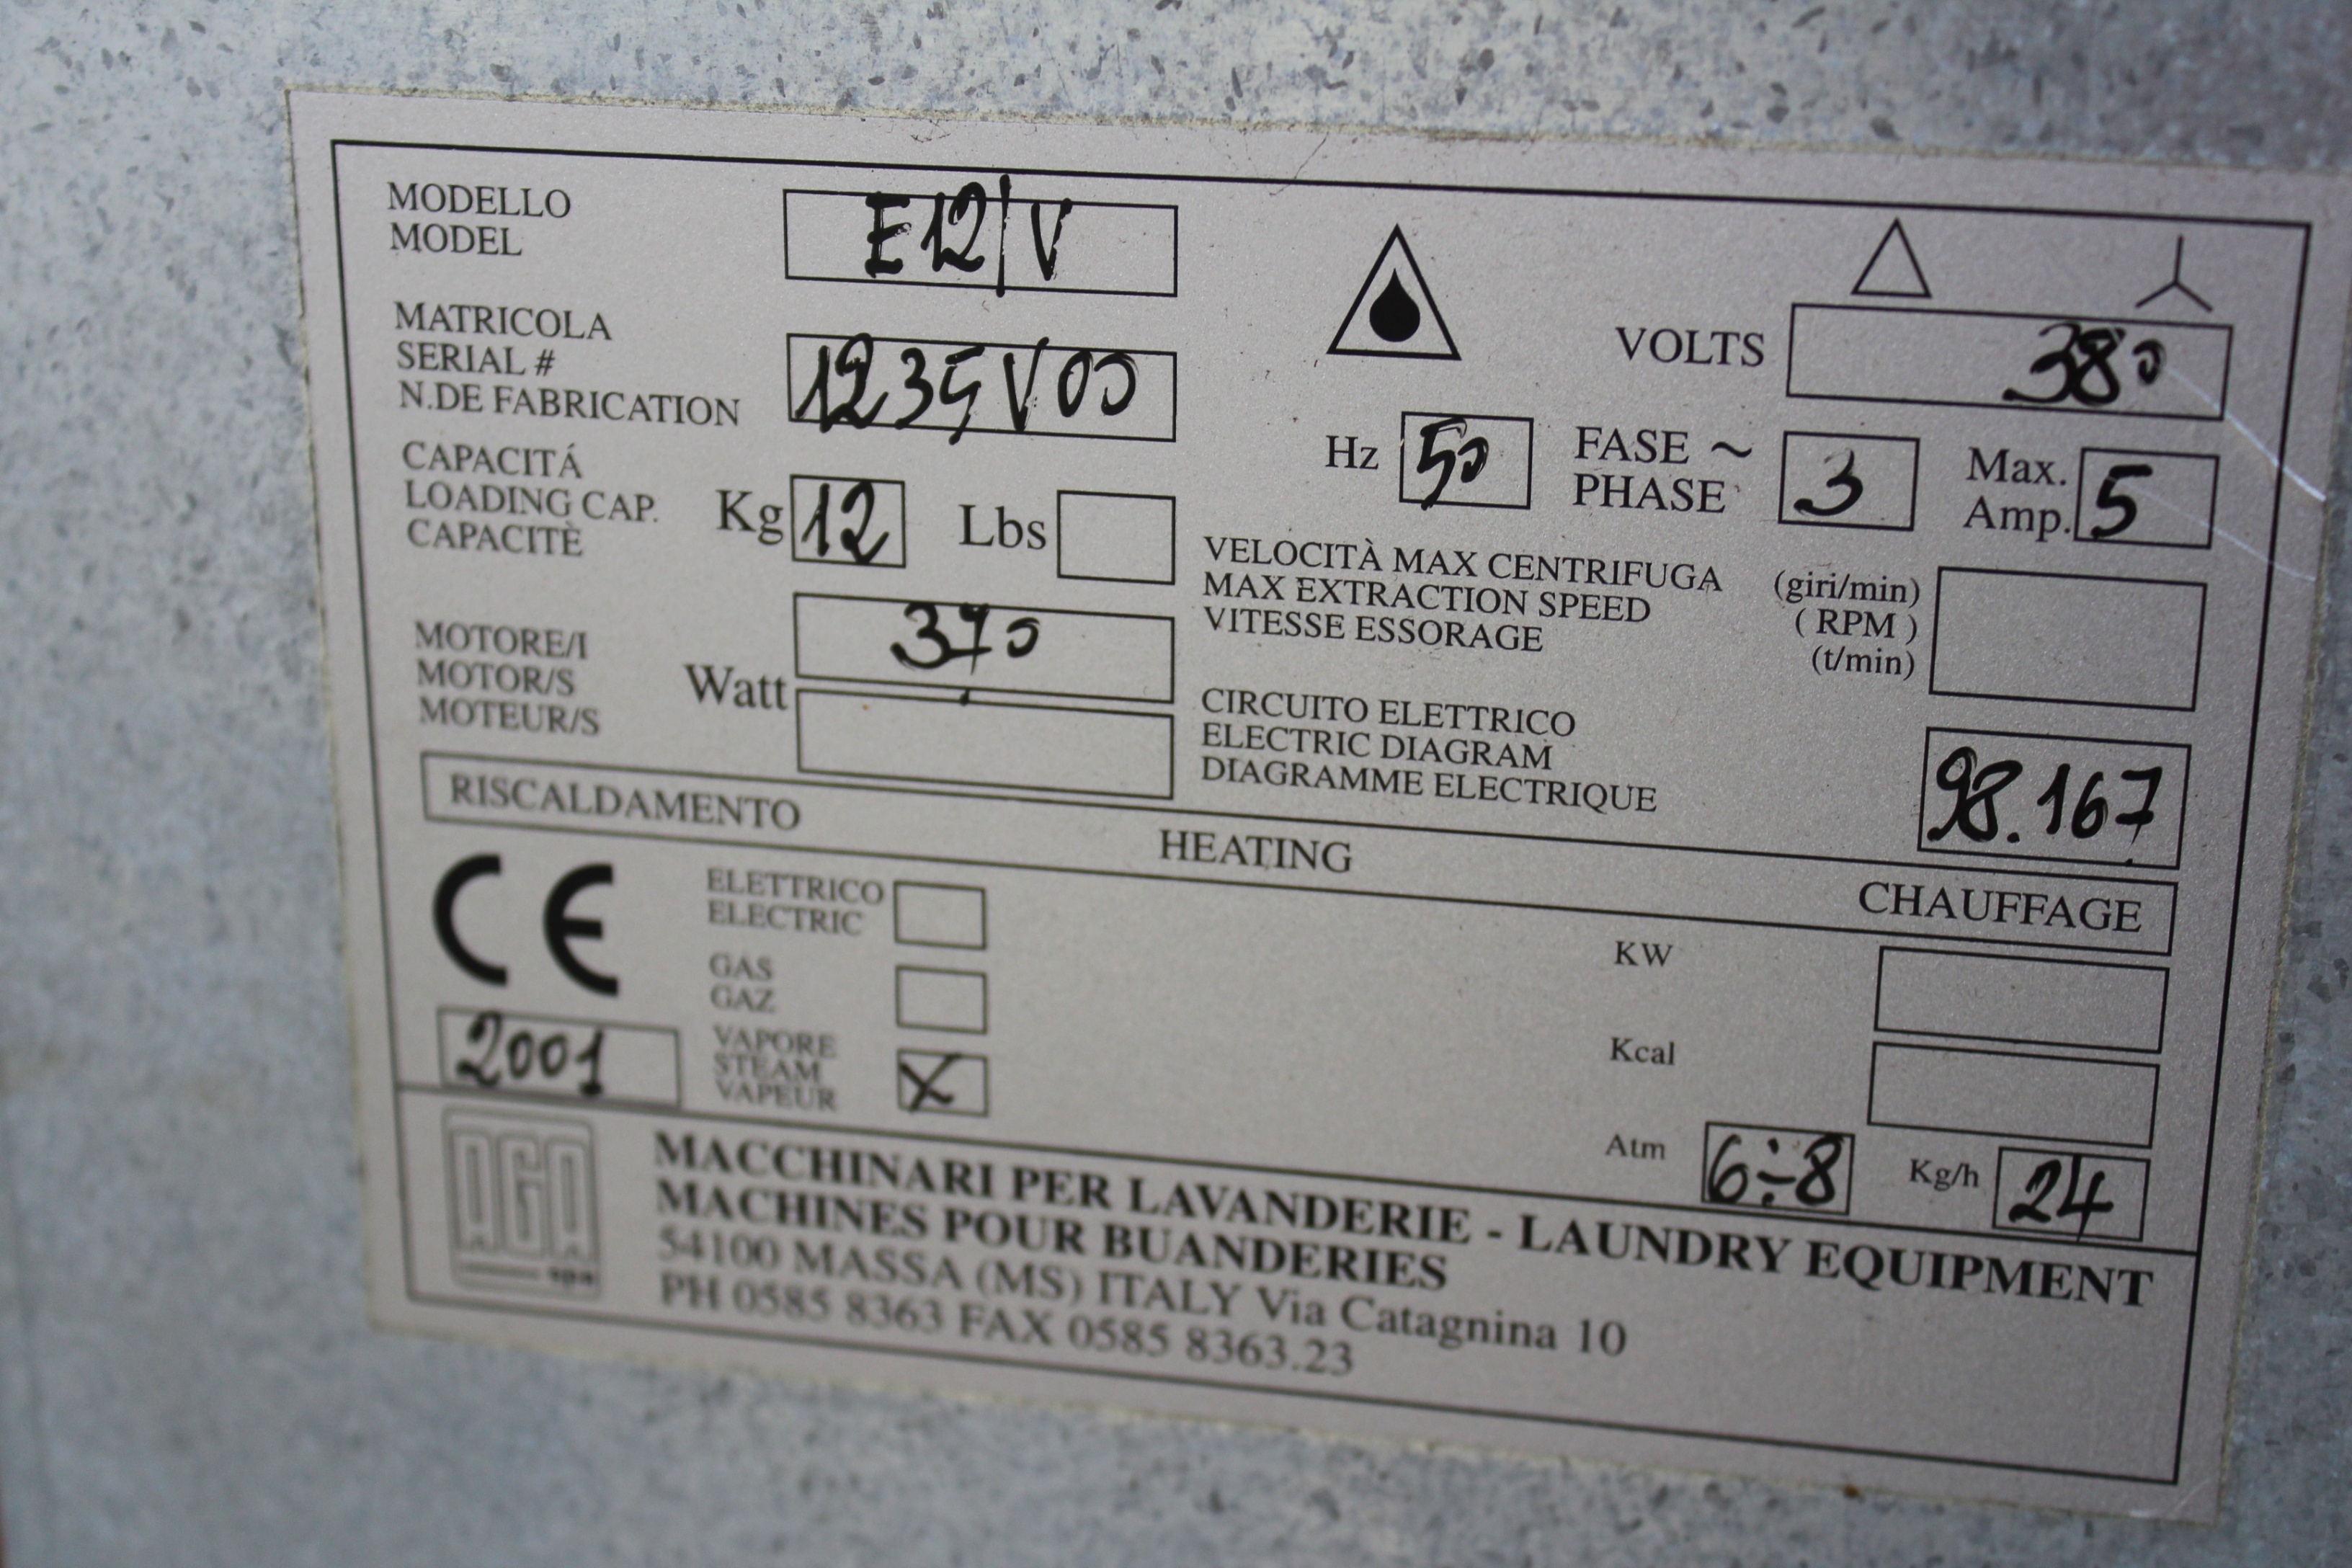 MODELLO
MODEL
E12/V
MATRICOLA
SERIAL #
N.DE FABRICATION
1235V00
CAPACITÁ
LOADING CAP.
CAPACITÈ
Kg 12 Lbs
MOTORE/I
MOTOR/S
MOTEUR/S
Watt 370
VOLTS 380
Hz 50
FASE ~
PHASE
3
Max.
Amp.
5
VELOCITÀ MAX CENTRIFUGA (giri/min)
MAX EXTRACTION SPEED ( RPM )
VITESSE ESSORAGE (t/min)
CIRCUITO ELETTRICO
ELECTRIC DIAGRAM
DIAGRAMME ELECTRIQUE
98.167
RISCALDAMENTO HEATING CHAUFFAGE
CE
2001
ELETTRICO
ELECTRIC
GAS
GAZ
VAPORE
STEAM
VAPEUR
X
KW
Kcal
Atm 6÷8 Kg/h 24
AGA
spa
MACCHINARI PER LAVANDERIE - LAUNDRY EQUIPMENT
MACHINES POUR BUANDERIES
54100 MASSA (MS) ITALY Via Catagnina 10
PH 0585 8363 FAX 0585 8363.23